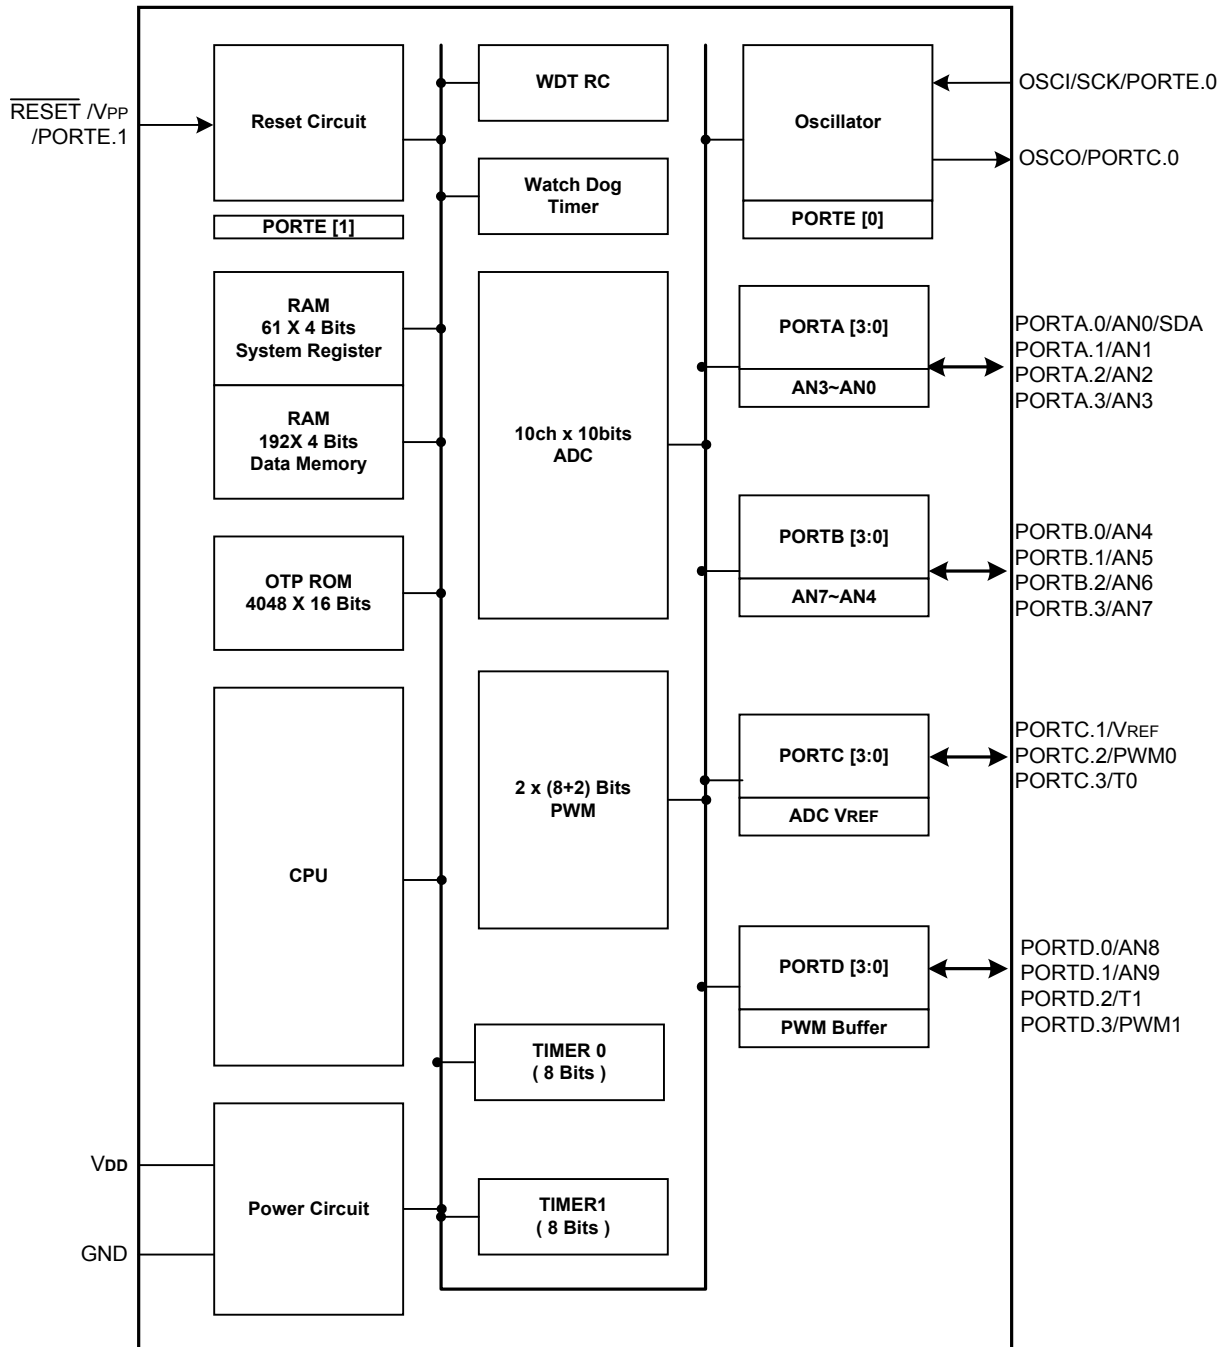 RESET /VPP
/PORTE.1
Reset Circuit
PORTE [1]
RAM
61 X 4 Bits
System Register
RAM
192X 4 Bits
Data Memory
OTP ROM
4048 X 16 Bits
CPU
VDD
GND
Power Circuit
WDT RC
Watch Dog
Timer
10ch x 10bits
ADC
2 x (8+2) Bits
PWM
TIMER 0
( 8 Bits )
TIMER1
( 8 Bits )
Oscillator
PORTE [0]
OSCI/SCK/PORTE.0
OSCO/PORTC.0
PORTA [3:0]
AN3~AN0
PORTA.0/AN0/SDA
PORTA.1/AN1
PORTA.2/AN2
PORTA.3/AN3
PORTB [3:0]
AN7~AN4
PORTB.0/AN4
PORTB.1/AN5
PORTB.2/AN6
PORTB.3/AN7
PORTC [3:0]
ADC VREF
PORTC.1/VREF
PORTC.2/PWM0
PORTC.3/T0
PORTD [3:0]
PWM Buffer
PORTD.0/AN8
PORTD.1/AN9
PORTD.2/T1
PORTD.3/PWM1